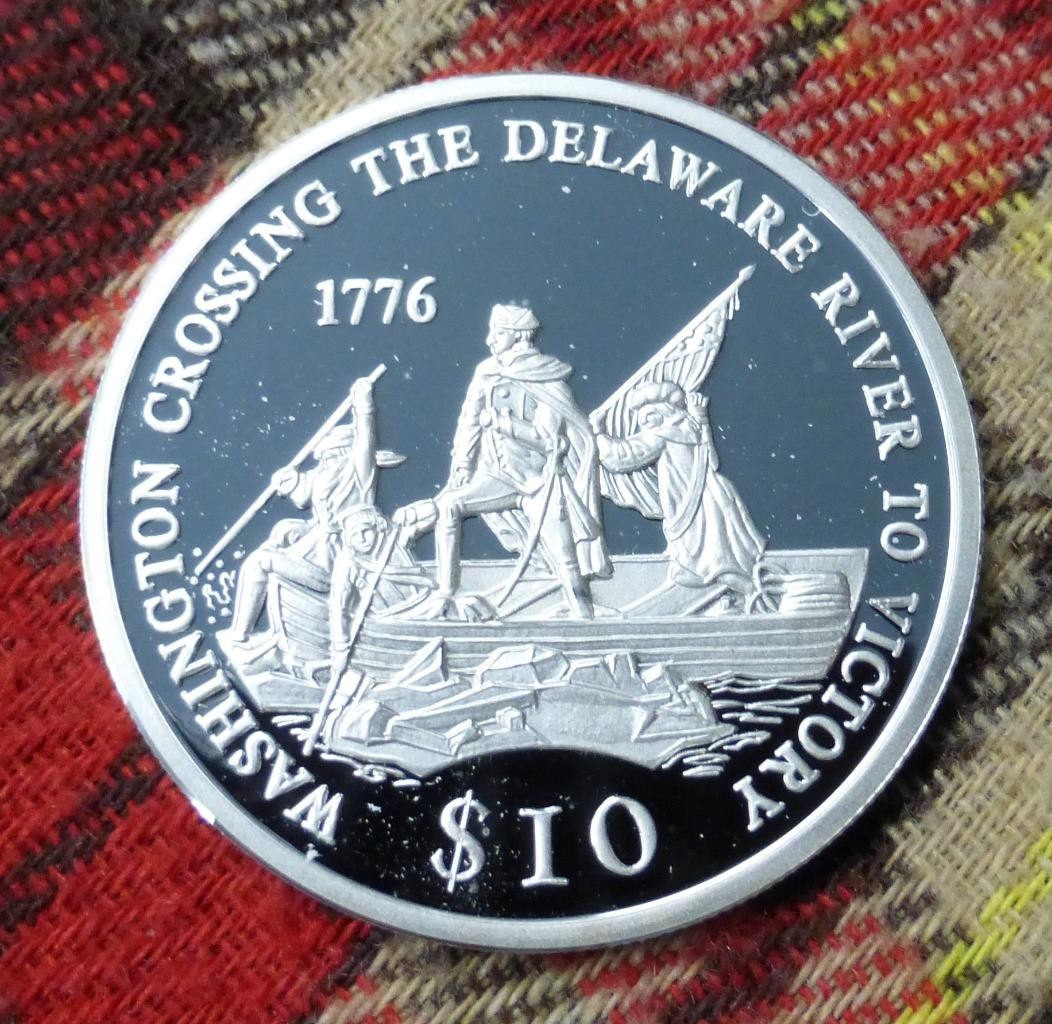 WASHINGTON CROSSING THE DELAWARE RIVER TO VICTORY
1776
$10